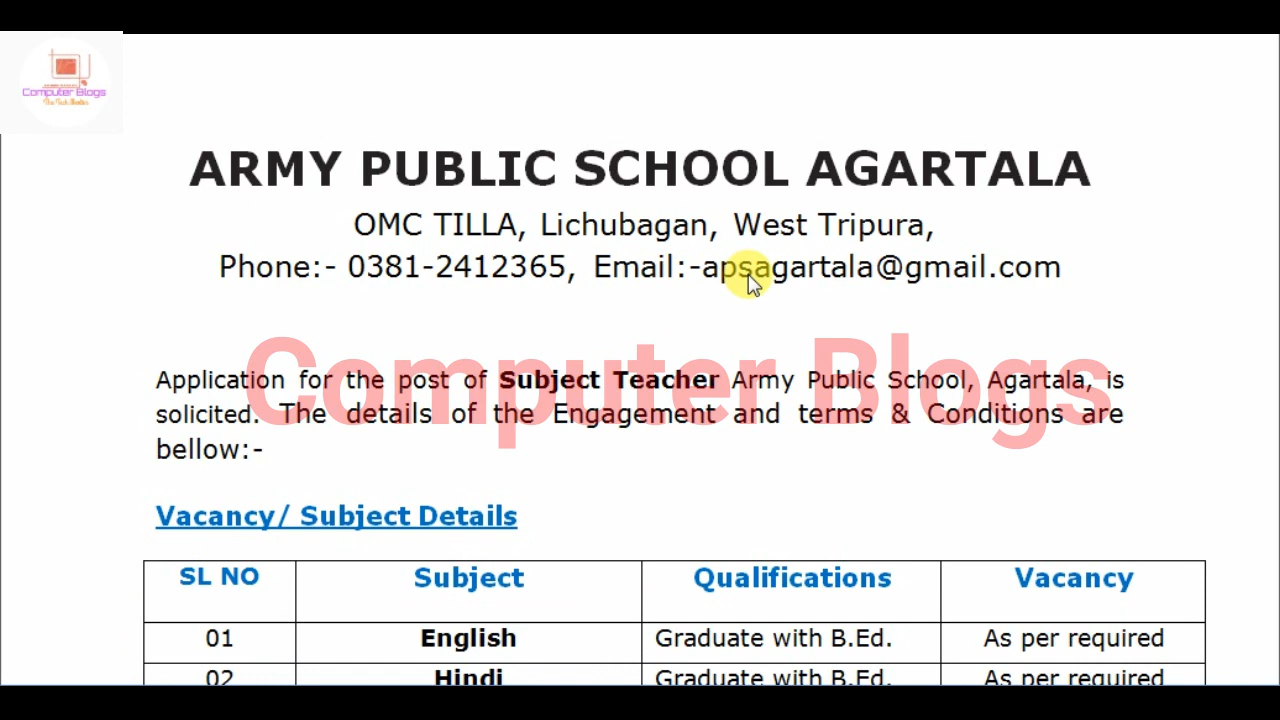 Computer Blogs
ARMY PUBLIC SCHOOL AGARTALA
OMC TILLA, Lichubagan, West Tripura,
Phone:- 0381-2412365, Email:-apsagartala@gmail.com
Computer Blogs
Application for the post of Subject Teacher Army Public School, Agartala, is
solicited. The details of the Engagement and terms & Conditions are
bellow:-
Vacancy/ Subject Details
SL NO Subject Qualifications Vacancy
01 English Graduate with B.Ed. As per required
02 Hindi Graduate with B.Ed. As per required